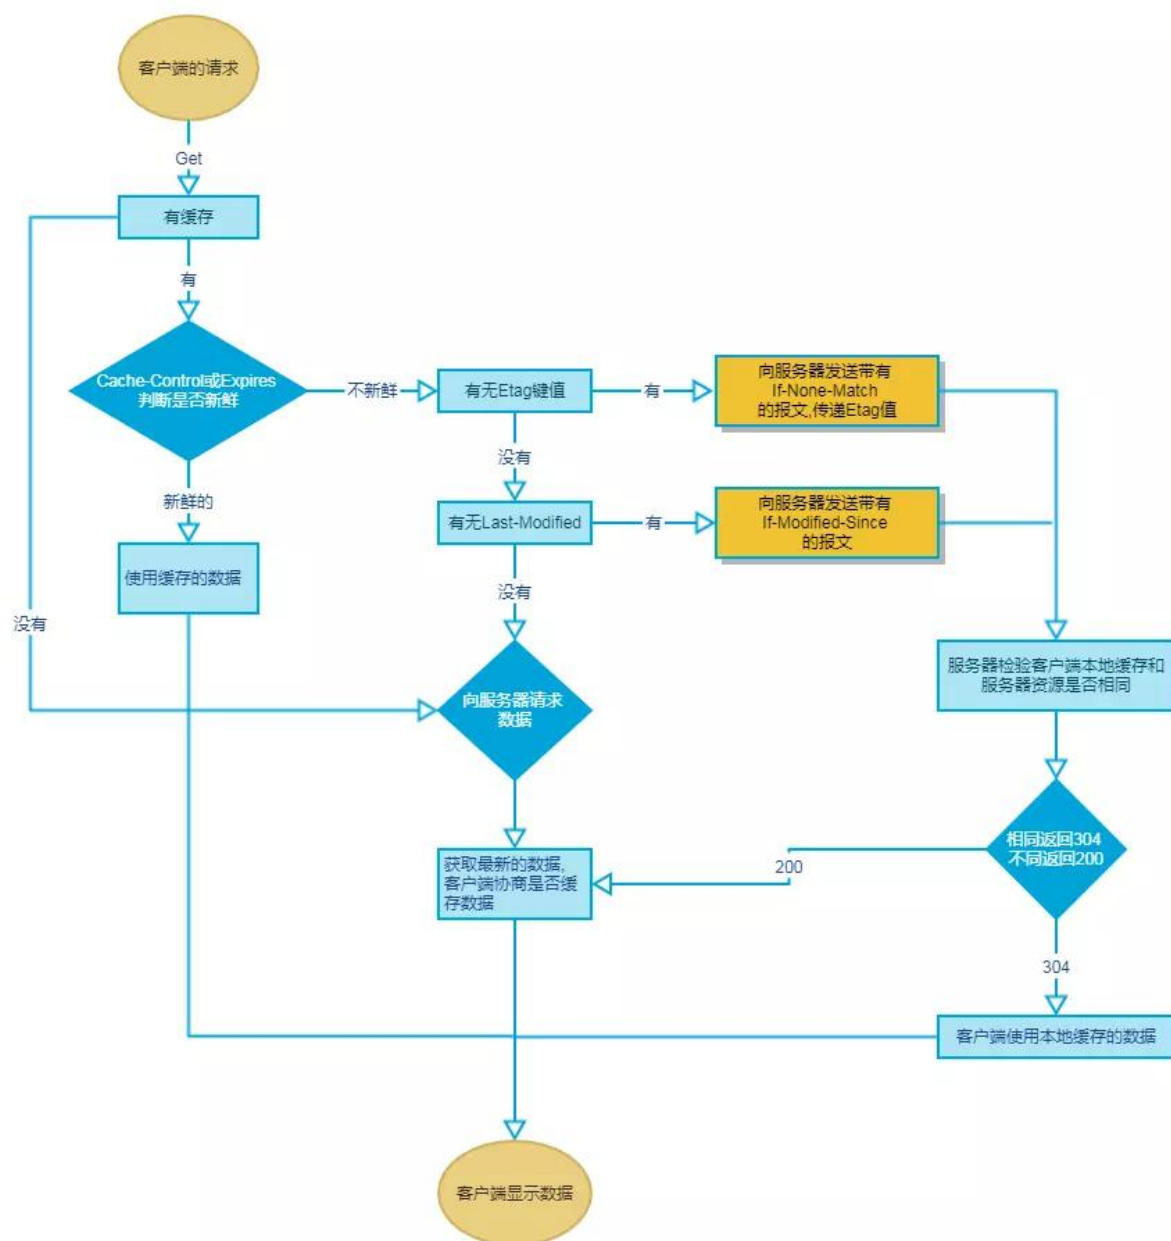 客户端的请求
Get
有缓存
有
Cache-Control或Expires
判断是否新鲜
不新鲜
有无Etag键值
有
向服务器发送带有
If-None-Match
的报文,传递Etag值
没有
新鲜的
有无Last-Modified
有
向服务器发送带有
If-Modified-Since
的报文
使用缓存的数据
没有
没有
服务器检验客户端本地缓存和
服务器资源是否相同
向服务器请求
数据
相同返回304
不同返回200
获取最新的数据,
客户端协商是否缓
存数据
200
304
客户端使用本地缓存的数据
客户端显示数据